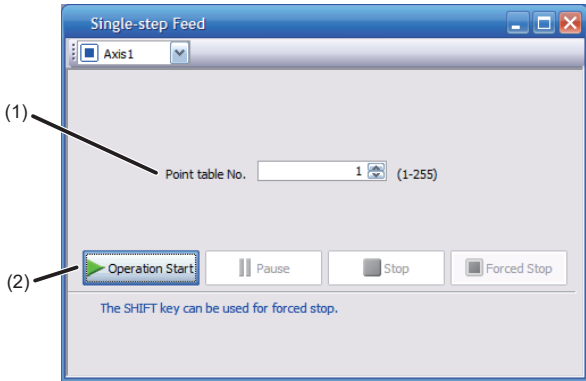 Single-step Feed
Axis1
(1)
Point table No. 1 (1-255)
(2)
Operation Start Pause Stop Forced Stop
The SHIFT key can be used for forced stop.